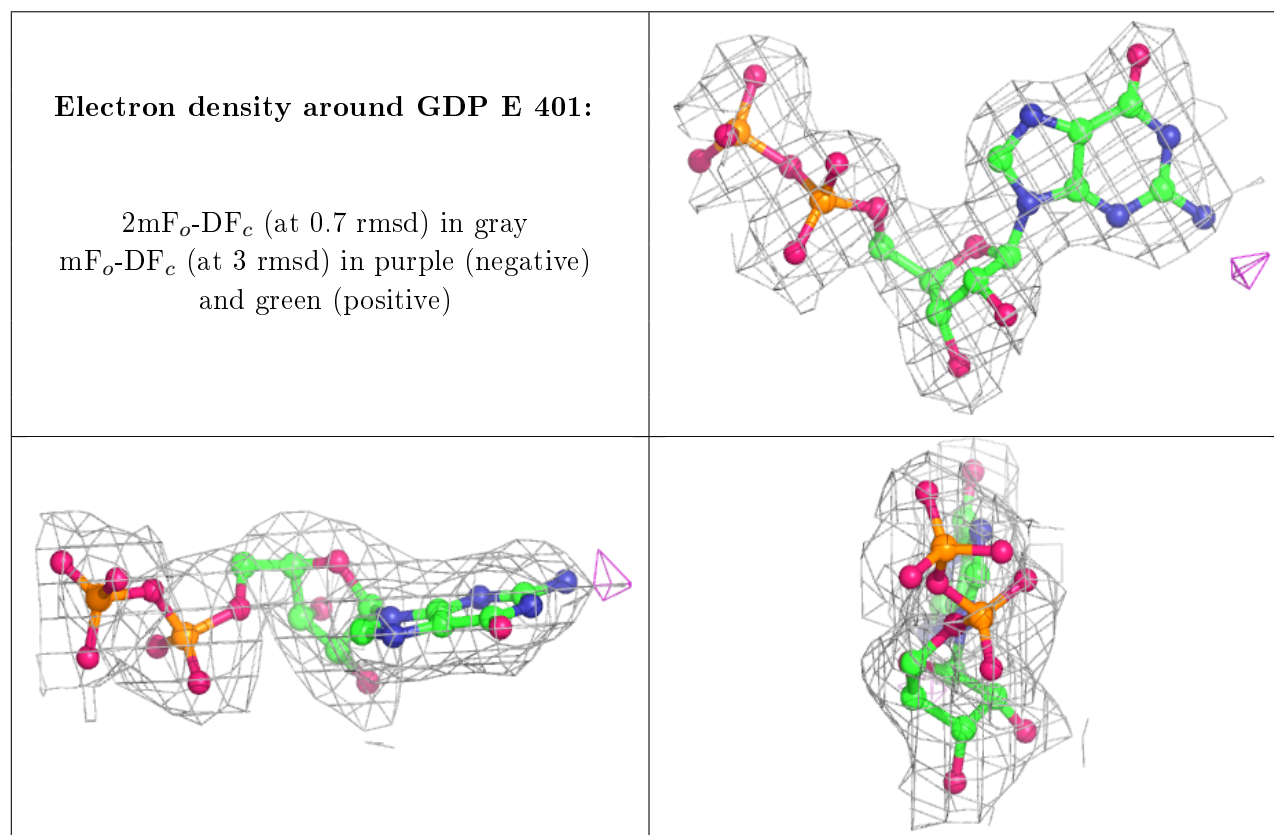 Electron density around GDP E 401:
2mFₒ-DF𝒸 (at 0.7 rmsd) in gray
mFₒ-DF𝒸 (at 3 rmsd) in purple (negative)
and green (positive)